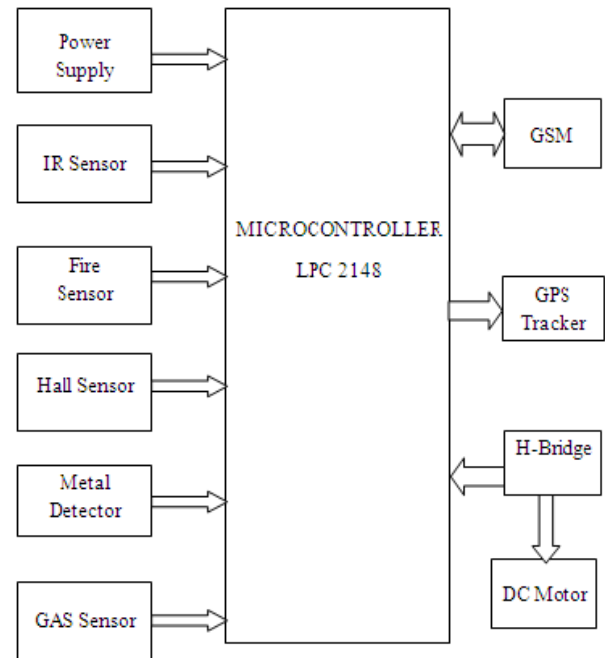 Power
Supply
IR Sensor
Fire
Sensor
Hall Sensor
Metal
Detector
GAS Sensor
MICROCONTROLLER
LPC 2148
GSM
GPS
Tracker
H-Bridge
DC Motor